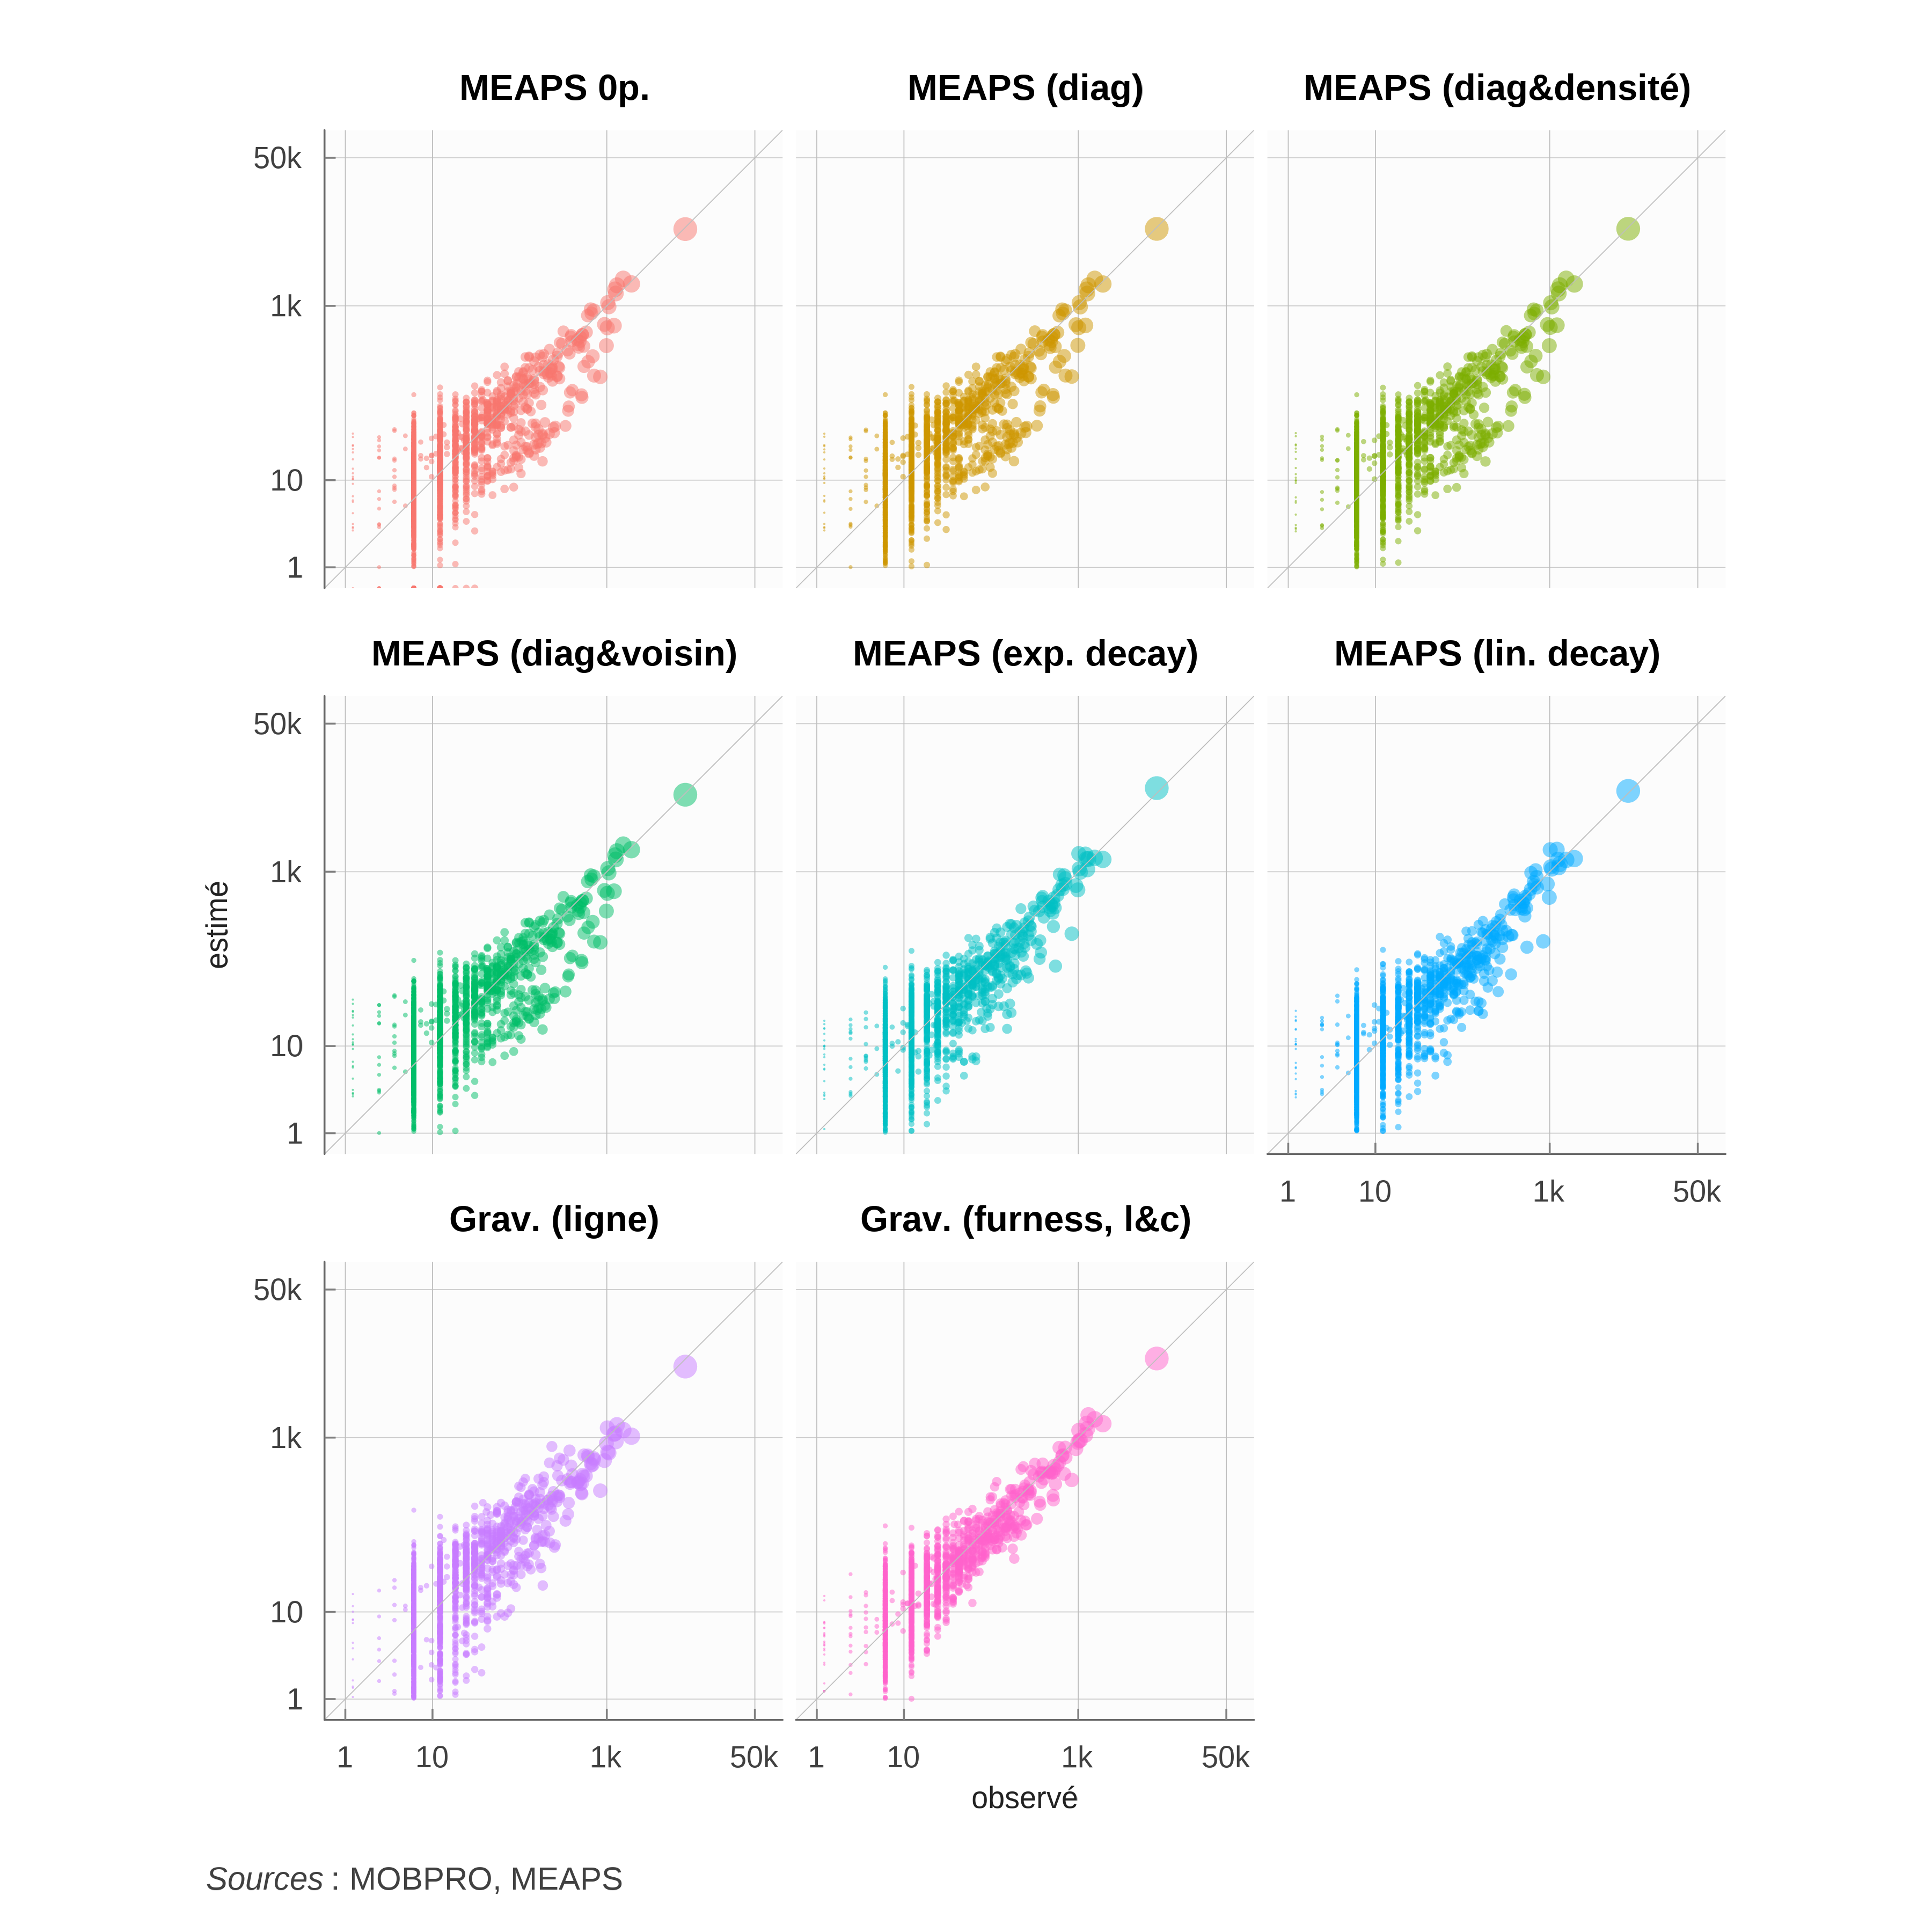 MEAPS 0p. MEAPS (diag) MEAPS (diag&densité)
50k
1k
10
1
MEAPS (diag&voisin) MEAPS (exp. decay) MEAPS (lin. decay)
50k
1k
10
1
estimé
1 10 1k 50k
Grav. (ligne) Grav. (furness, l&c)
50k
1k
10
1
1 10 1k 50k 1 10 1k 50k
observé
Sources : MOBPRO, MEAPS